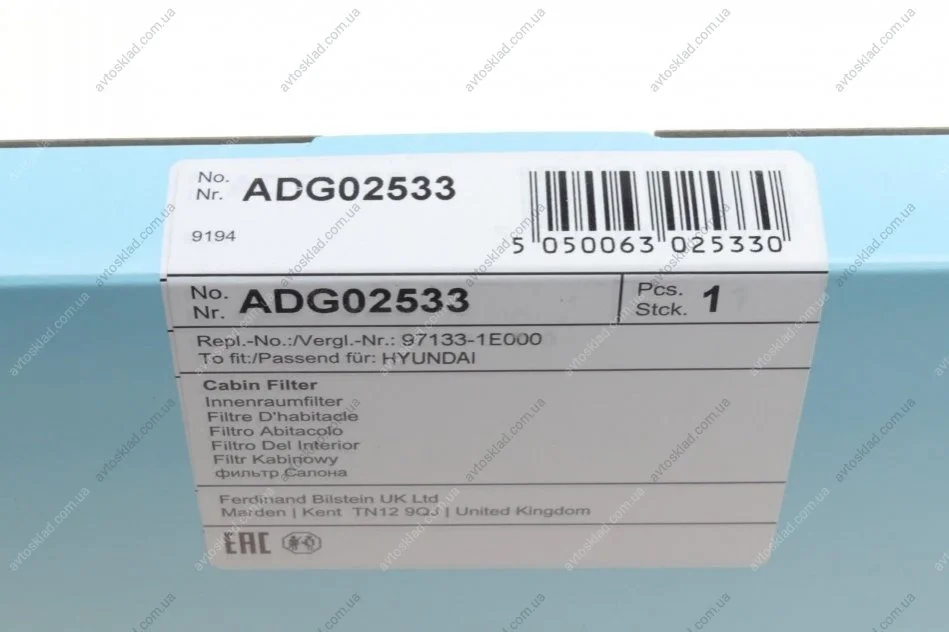 No. Nr. ADG02533
9194
5 050063 025330
No. Nr. ADG02533
Pcs. Stck. 1
Repl.-No.:/Vergl.-Nr.: 97133-1E000
To fit:/Passend für: HYUNDAI
Cabin Filter
Innenraumfilter
Filtre D'habitacle
Filtro Abitacolo
Filtro Del Interior
Filtr Kabinowy
фильтр Салона
Ferdinand Bilstein UK Ltd
Marden | Kent TN12 9QJ | United Kingdom
EAC
avtosklad.com.ua